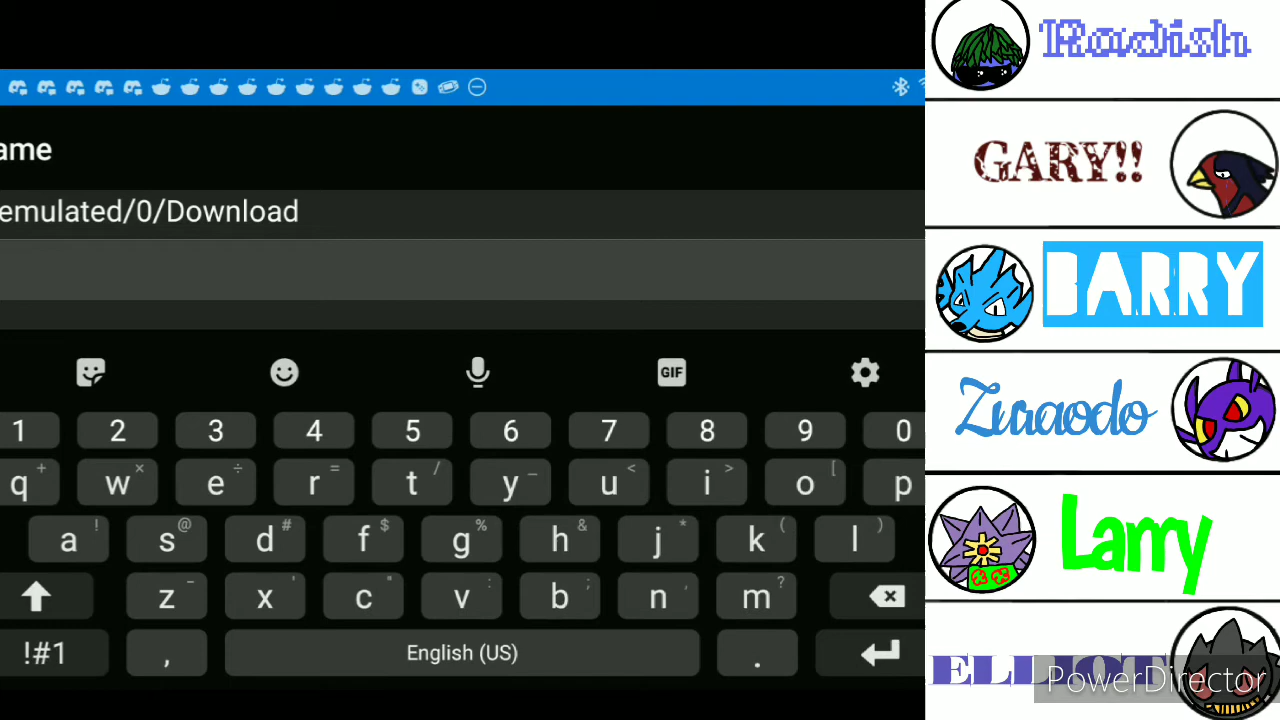 ame
emulated/0/Download
GIF
1 2 3 4 5 6 7 8 9 0
q + w × e ÷ r = t / y _ u < i > o [ p
a ! s @ d # f $ g % h & j * k ( l )
z - x ' c " v : b ; n , m ?
!#1 , English (US) .
Radish
GARY!!
BARRY
Zuraodo
Larry
ELLIOT
PowerDirector